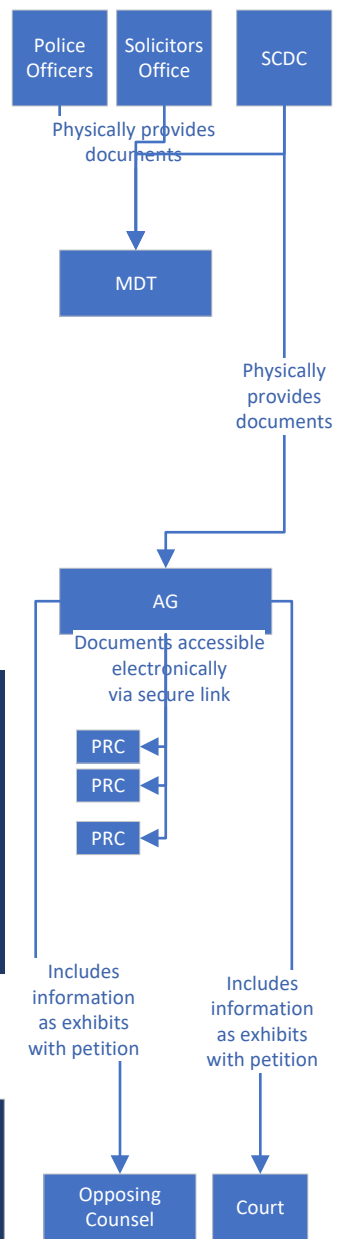 Police
Officers
Solicitors
Office
SCDC
Physically provides
documents
MDT
Physically
provides
documents
AG
Documents accessible
electronically
via secure link
PRC
PRC
PRC
Includes
information
as exhibits
with petition
Includes
information
as exhibits
with petition
Opposing
Counsel
Court